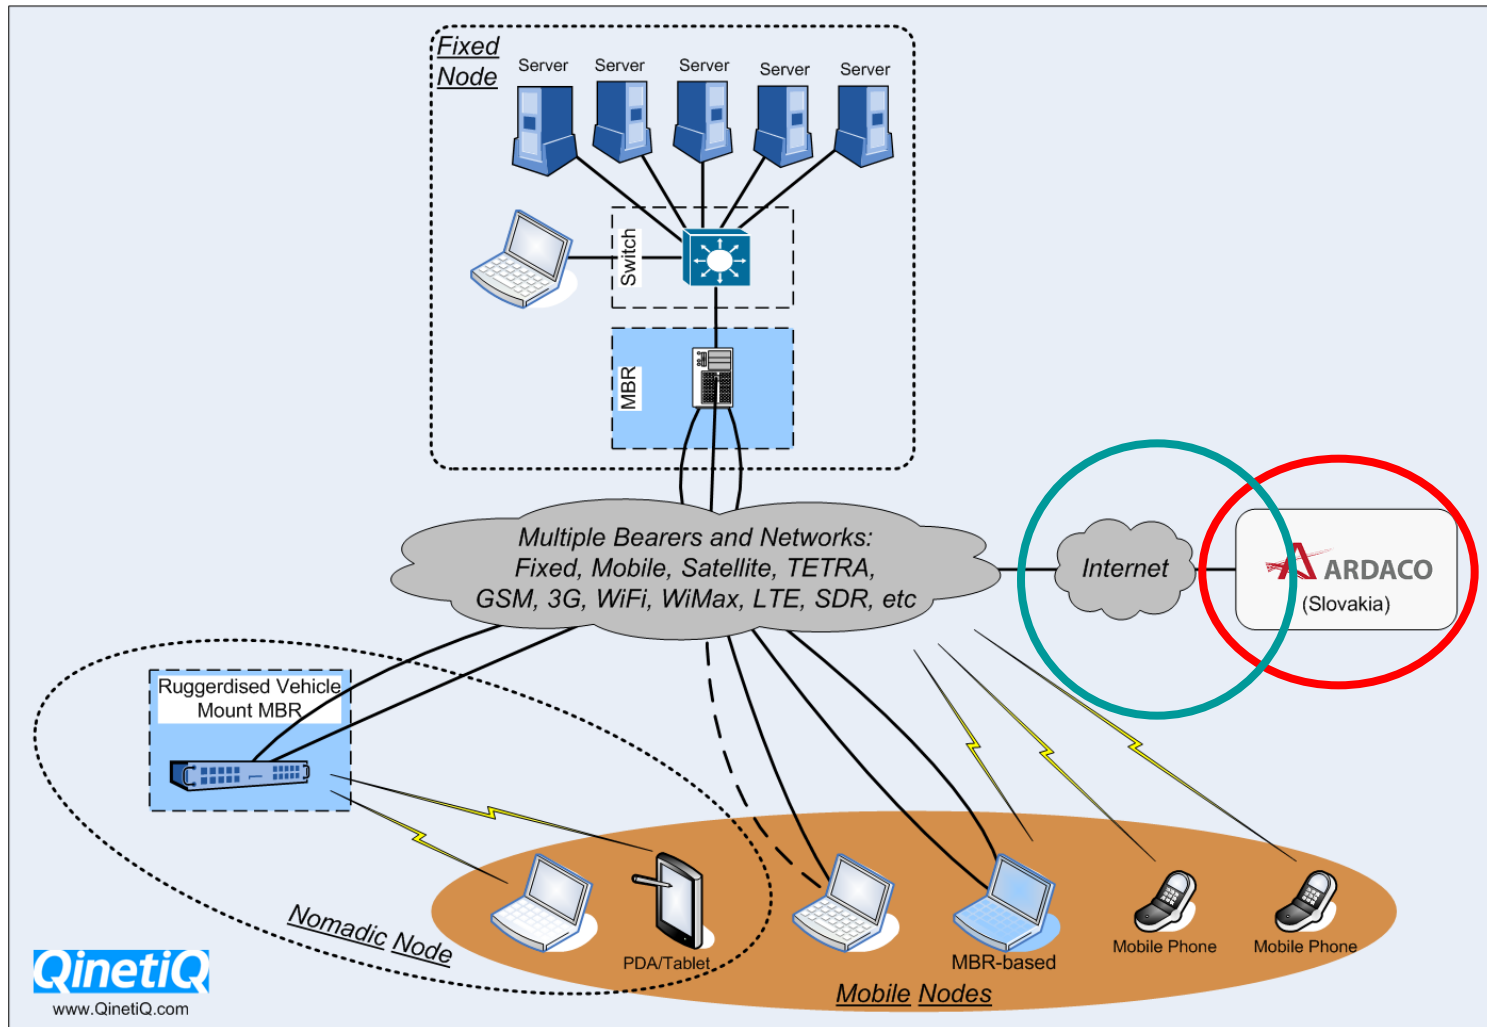 Fixed
Node
Server
Server
Server
Server
Server
Switch
MBR
Multiple Bearers and Networks:
Fixed, Mobile, Satellite, TETRA,
GSM, 3G, WiFi, WiMax, LTE, SDR, etc
Internet
ARDACO
(Slovakia)
Ruggerdised Vehicle
Mount MBR
Nomadic Node
PDA/Tablet
MBR-based
Mobile Phone
Mobile Phone
Mobile Nodes
QinetiQ
www.QinetiQ.com